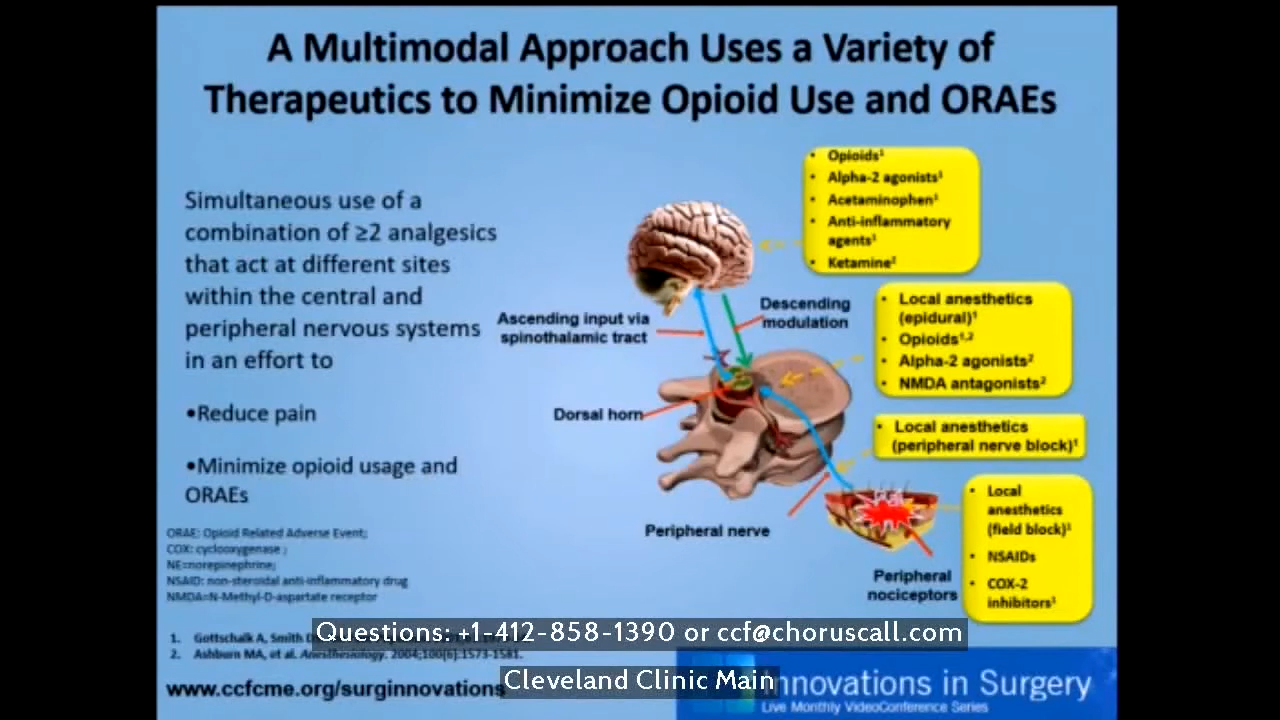 A Multimodal Approach Uses a Variety of
Therapeutics to Minimize Opioid Use and ORAEs
Simultaneous use of a
combination of ≥2 analgesics
that act at different sites
within the central and
peripheral nervous systems
in an effort to
•Reduce pain
•Minimize opioid usage and
ORAEs
ORAE: Opioid Related Adverse Event;
COX: cyclooxygenase ;
NE=norepinephrine;
NSAID: non-steroidal anti-inflammatory drug
NMDA=N-Methyl-D-aspartate receptor
• Opioids¹
• Alpha-2 agonists¹
• Acetaminophen¹
• Anti-inflammatory
agents¹
• Ketamine²
Ascending input via
spinothalamic tract
Descending
modulation
• Local anesthetics
(epidural)¹
• Opioids¹,²
• Alpha-2 agonists²
• NMDA antagonists²
Dorsal horn
• Local anesthetics
(peripheral nerve block)¹
Peripheral nerve
• Local
anesthetics
(field block)¹
• NSAIDs
• COX-2
inhibitors¹
Peripheral
nociceptors
1. Gottschalk A, Smith
2. Ashburn MA, et al. Anesthesiology. 2004;100(6):1573-1581.
Questions: +1-412-858-1390 or ccf@choruscall.com
www.ccfcme.org/surginnovations
Cleveland Clinic Main
Innovations in Surgery
Live Monthly VideoConference Series